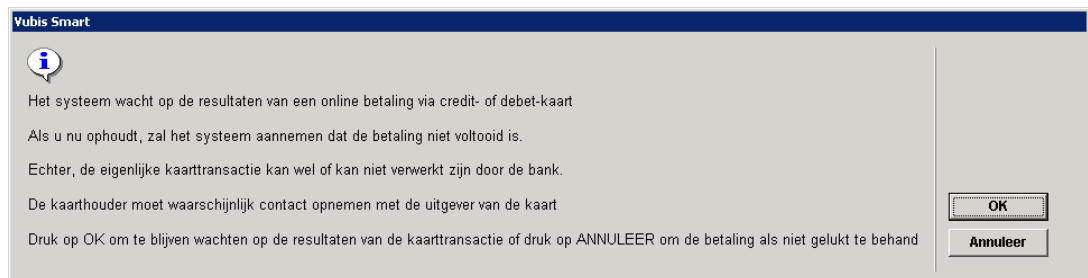 Vubis Smart
Het systeem wacht op de resultaten van een online betaling via credit- of debet-kaart
Als u nu ophoudt, zal het systeem aannemen dat de betaling niet voltooid is.
Echter, de eigenlijke kaarttransactie kan wel of kan niet verwerkt zijn door de bank.
De kaarthouder moet waarschijnlijk contact opnemen met de uitgever van de kaart
Druk op OK om te blijven wachten op de resultaten van de kaarttransactie of druk op ANNULEER om de betaling als niet gelukt te behand
OK
Annuleer